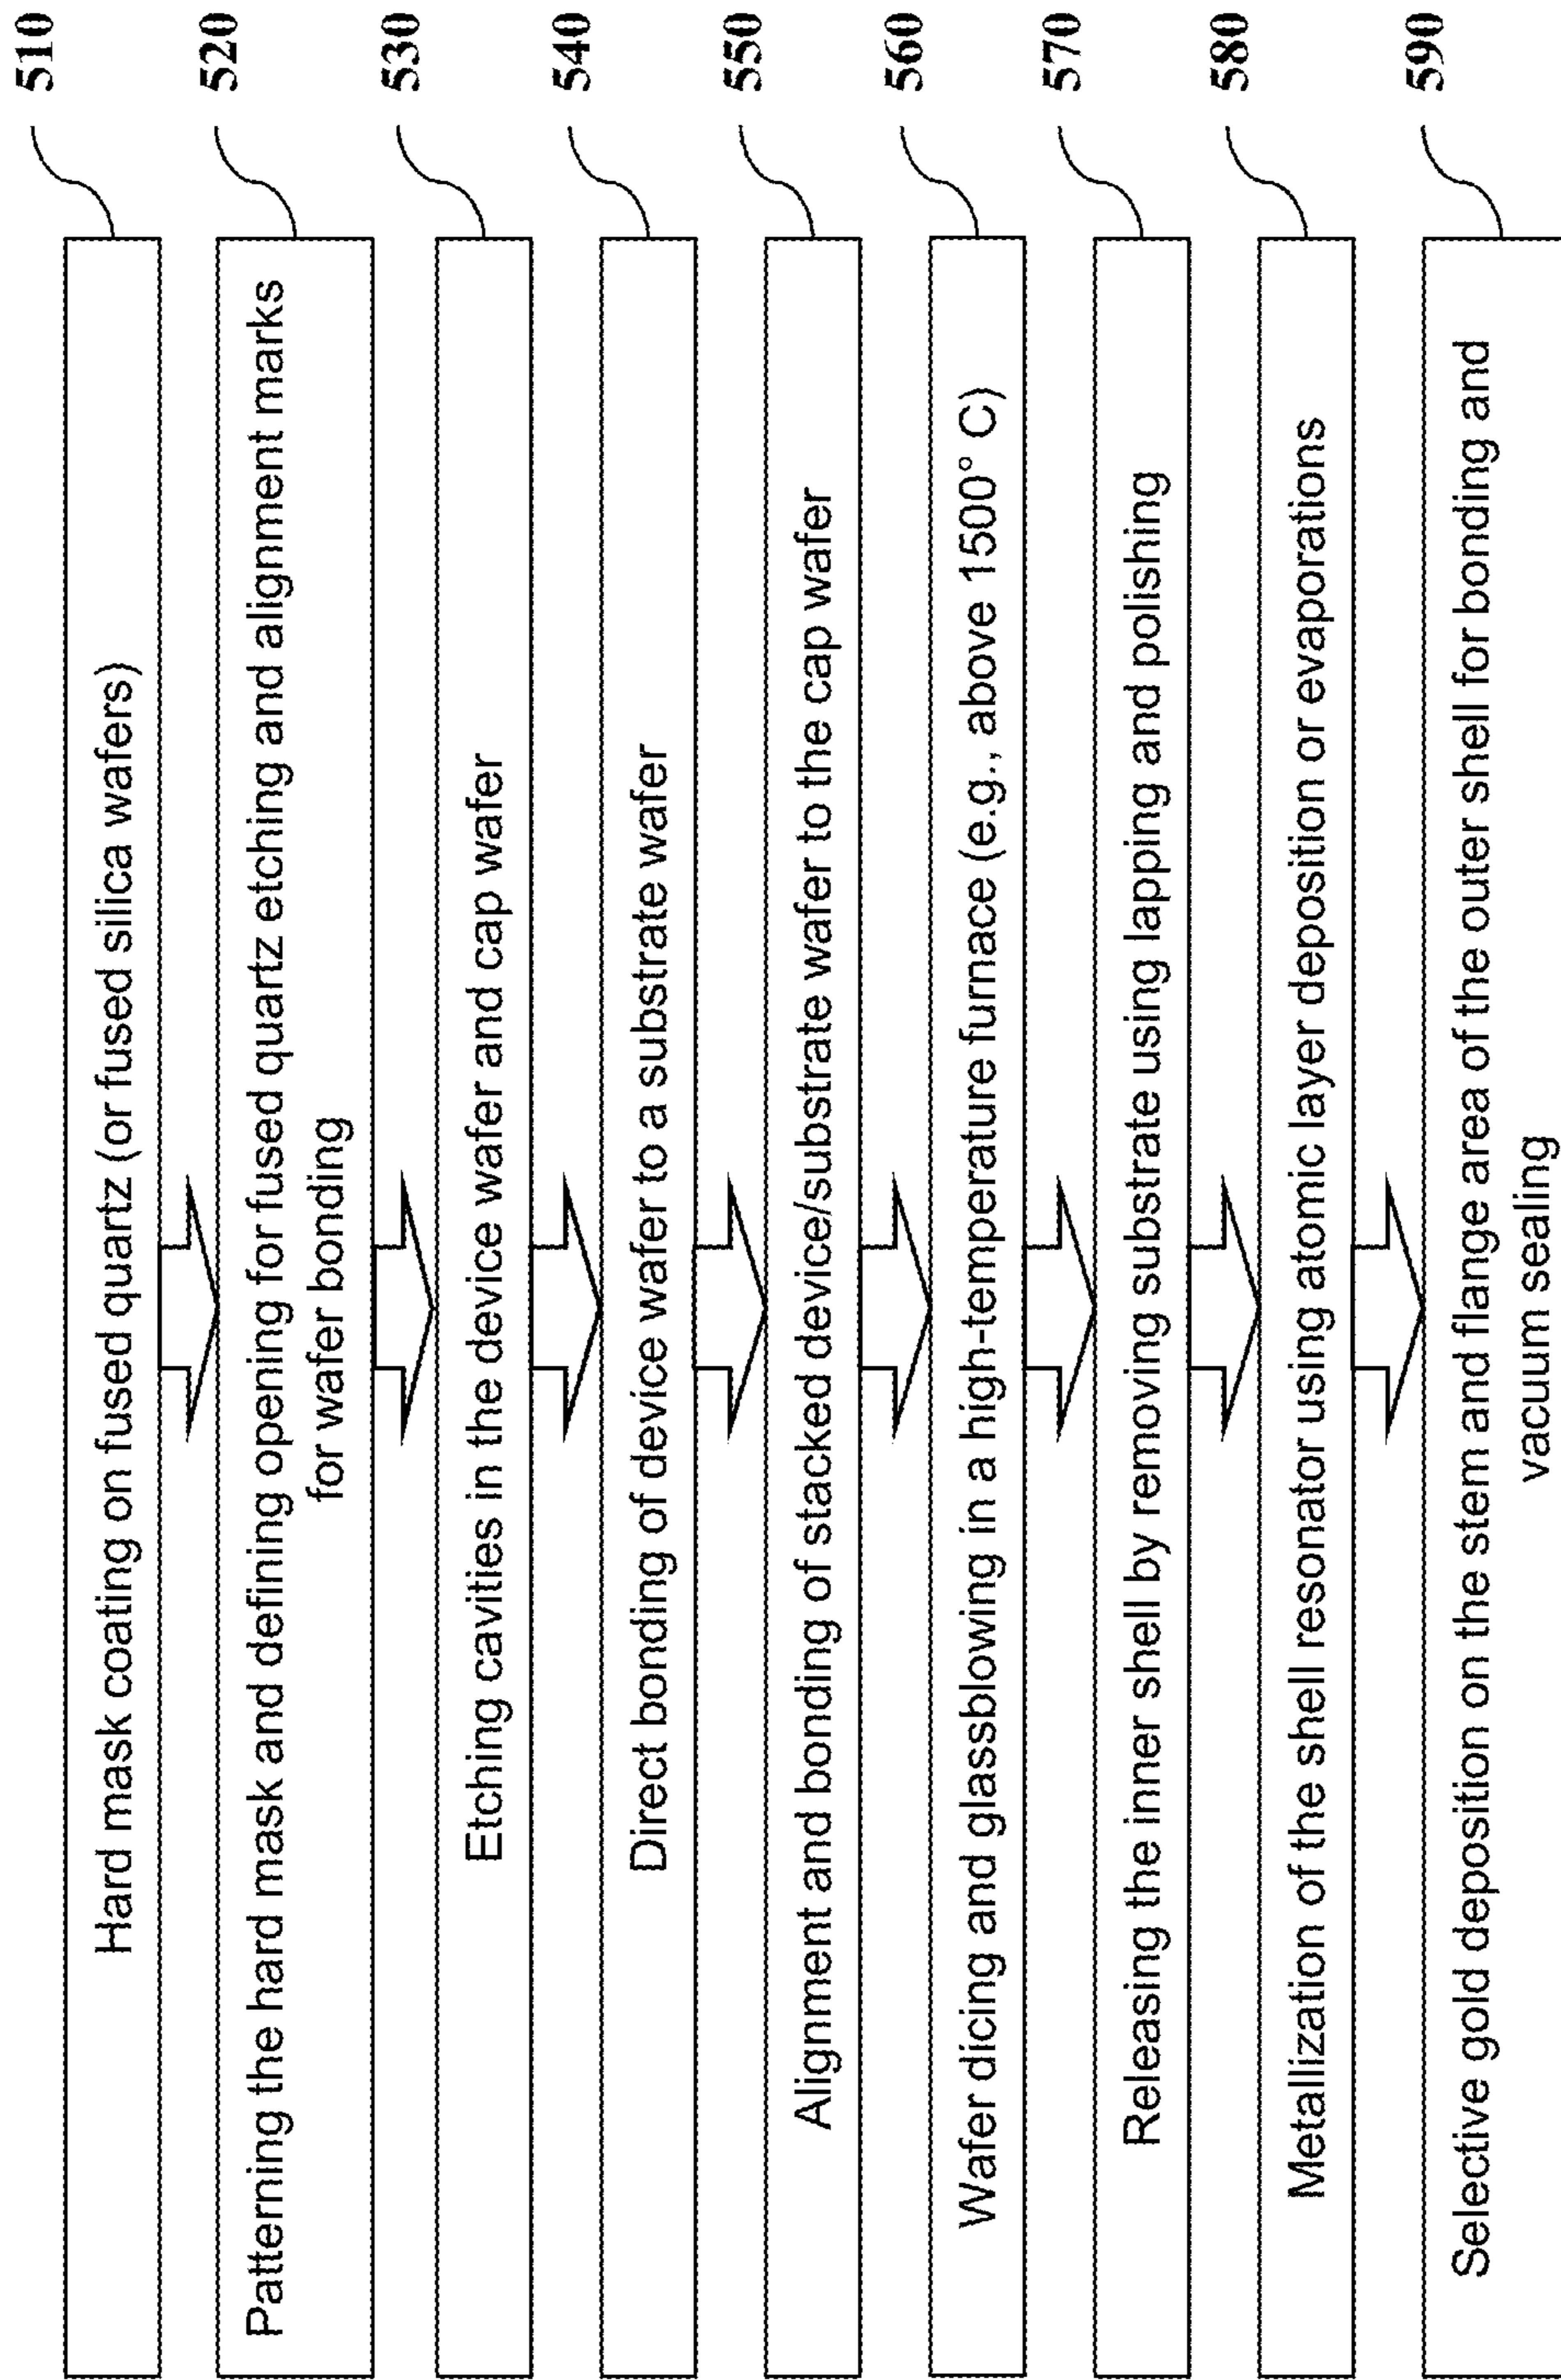 Hard mask coating on fused quartz (or fused silica wafers)
510
Patterning the hard mask and defining opening for fused quartz etching and alignment marks
for wafer bonding
520
Etching cavities in the device wafer and cap wafer
530
Direct bonding of device wafer to a substrate wafer
540
Alignment and bonding of stacked device/substrate wafer to the cap wafer
550
Wafer dicing and glassblowing in a high-temperature furnace (e.g., above 1500° C)
560
Releasing the inner shell by removing substrate using lapping and polishing
570
Metallization of the shell resonator using atomic layer deposition or evaporations
580
Selective gold deposition on the stem and flange area of the outer shell for bonding and
vacuum sealing
590